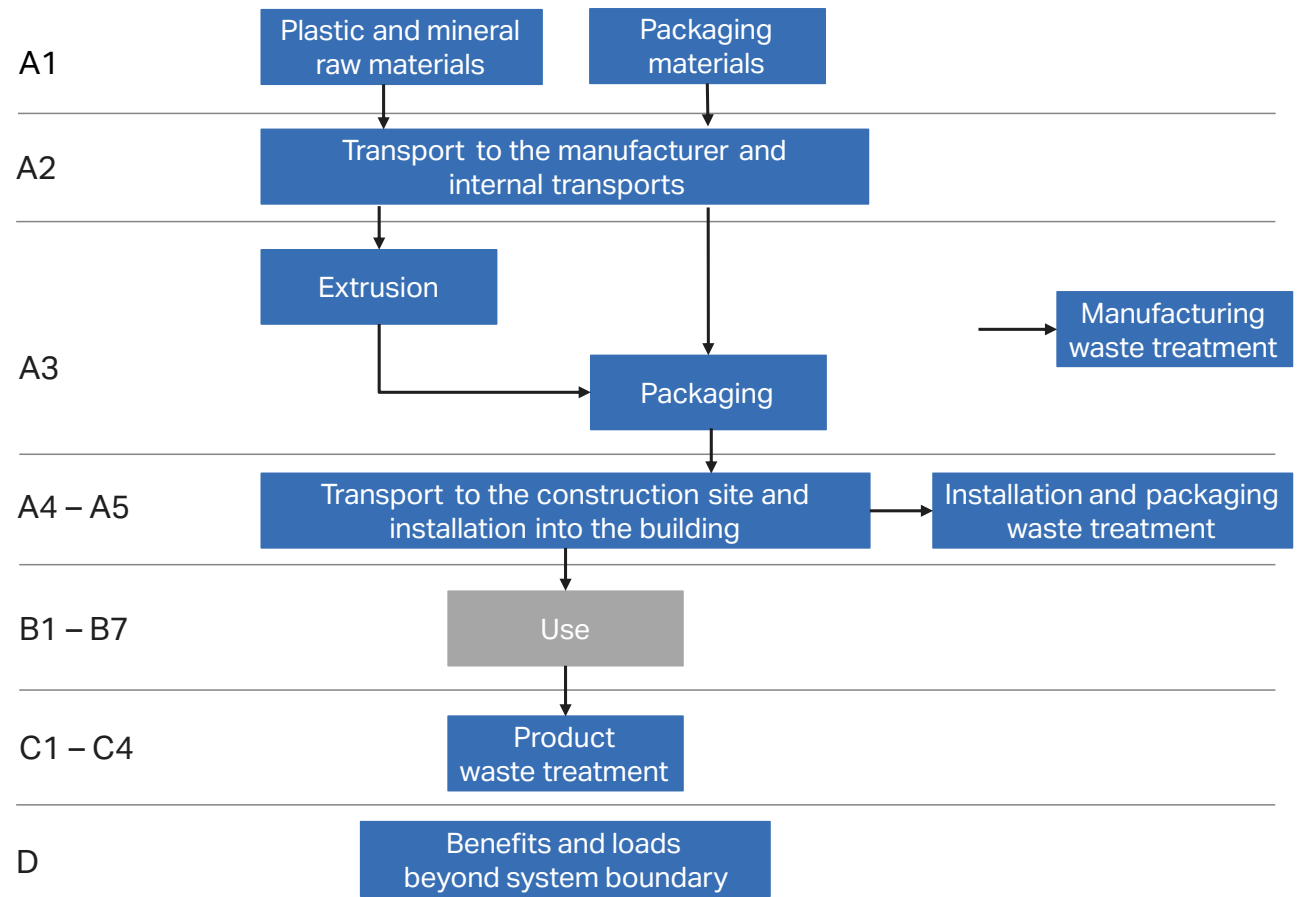 A1
Plastic and mineral
raw materials
Packaging
materials
A2
Transport to the manufacturer and
internal transports
A3
Extrusion
Manufacturing
waste treatment
Packaging
A4 – A5
Transport to the construction site and
installation into the building
Installation and packaging
waste treatment
B1 – B7
Use
C1 – C4
Product
waste treatment
D
Benefits and loads
beyond system boundary